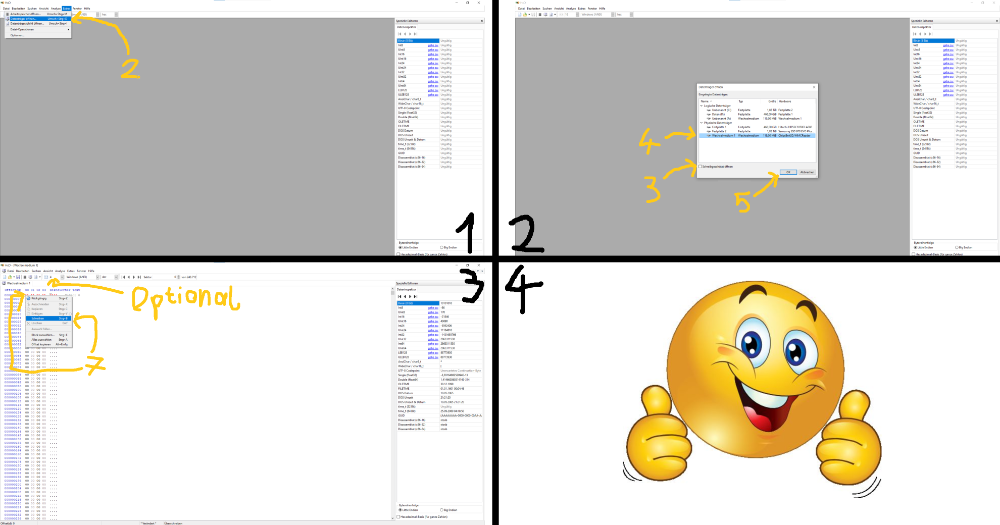 HxD
Datei Bearbeiten Suchen Ansicht Analyse Extras Fenster Hilfe
Arbeitsspeicher öffnen... Umsch+Strg+M
Datenträger öffnen... Umsch+Strg+D
Datenträgerabbild öffnen... Umsch+Strg+I
Datei-Operationen
Optionen...
(ANSI) hex
2
Spezielle Editoren
Dateninspektor
Binär (8 Bit) Ungültig
Int8 gehe zu: Ungültig
UInt8 gehe zu: Ungültig
Int16 gehe zu: Ungültig
UInt16 gehe zu: Ungültig
Int24 gehe zu: Ungültig
UInt24 gehe zu: Ungültig
Int32 gehe zu: Ungültig
UInt32 gehe zu: Ungültig
Int64 gehe zu: Ungültig
UInt64 gehe zu: Ungültig
LEB128 gehe zu: Ungültig
ULEB128 gehe zu: Ungültig
AnsiChar / char8_t Ungültig
WideChar / char16_t Ungültig
UTF-8 Codepoint Ungültig
Single (float32) Ungültig
Double (float64) Ungültig
OLETIME Ungültig
FILETIME Ungültig
DOS Datum Ungültig
DOS Uhrzeit Ungültig
DOS Uhrzeit & Datum Ungültig
time_t (32 Bit) Ungültig
time_t (64 Bit) Ungültig
GUID Ungültig
Disassemblat (x86-16) Ungültig
Disassemblat (x86-32) Ungültig
Disassemblat (x86-64) Ungültig
Bytereihenfolge
Little Endian Big Endian
Hexadezimal-Basis (für ganze Zahlen)
1
HxD
Datei Bearbeiten Suchen Ansicht Analyse Extras Fenster Hilfe
16 Windows (ANSI) hex
Datenträger öffnen
Eingelegte Datenträger:
Name Typ Größe Hardware
Logische Datenträger
Unbenannt (C:) Festplatte 1,82 TiB Festplatte 2
Daten (D:) Festplatte 466,00 GiB Festplatte 1
Unbenannt (F:) Wechselmedium 119,00 MiB Wechselmedium 1
Physische Datenträger
Festplatte 1 Festplatte 466,00 GiB Hitachi HDS5C1050CLA382
Festplatte 2 Festplatte 1,82 TiB Samsung SSD 970 EVO Plus...
Wechselmedium 1 Wechselmedium 119,00 MiB ChipsBnkSD/MMCReader
Schreibgeschützt öffnen
OK Abbrechen
4
3
5
Spezielle Editoren
Dateninspektor
Binär (8 Bit) Ungültig
Int8 gehe zu: Ungültig
UInt8 gehe zu: Ungültig
Int16 gehe zu: Ungültig
UInt16 gehe zu: Ungültig
Int24 gehe zu: Ungültig
UInt24 gehe zu: Ungültig
Int32 gehe zu: Ungültig
UInt32 gehe zu: Ungültig
Int64 gehe zu: Ungültig
UInt64 gehe zu: Ungültig
LEB128 gehe zu: Ungültig
ULEB128 gehe zu: Ungültig
AnsiChar / char8_t Ungültig
WideChar / char16_t Ungültig
UTF-8 Codepoint Ungültig
Single (float32) Ungültig
Double (float64) Ungültig
OLETIME Ungültig
FILETIME Ungültig
DOS Datum Ungültig
DOS Uhrzeit Ungültig
DOS Uhrzeit & Datum Ungültig
time_t (32 Bit) Ungültig
time_t (64 Bit) Ungültig
GUID Ungültig
Disassemblat (x86-16) Ungültig
Disassemblat (x86-32) Ungültig
Disassemblat (x86-64) Ungültig
Bytereihenfolge
Little Endian Big Endian
Hexadezimal-Basis (für ganze Zahlen)
2
HxD - [Wechselmedium 1]
Datei Bearbeiten Suchen Ansicht Analyse Extras Fenster Hilfe
4 Windows (ANSI) dez Sektor 0 von 243.712
Wechselmedium 1
Offset(d) 00 01 02 03 Dekodierter Text
Sektor 0
Rückgängig Strg+Z
Ausschneiden Strg+X
Kopieren Strg+C
Einfügen Strg+V
Schreiben Strg+B
Löschen Entf
Auswahl füllen...
Block auswählen... Strg+E
Alles auswählen Strg+A
Offset kopieren Alt+Einfg
Optional
7
000000084 00 00 00 00 ....
000000088 00 00 00 00 ....
000000092 00 00 00 00 ....
000000096 00 00 00 00 ....
000000100 00 00 00 00 ....
000000104 00 00 00 00 ....
000000108 00 00 00 00 ....
000000112 00 00 00 00 ....
000000116 00 00 00 00 ....
000000120 00 00 00 00 ....
000000124 00 00 00 00 ....
000000128 00 00 00 00 ....
000000132 00 00 00 00 ....
000000136 00 00 00 00 ....
000000140 00 00 00 00 ....
000000144 00 00 00 00 ....
000000148 00 00 00 00 ....
000000152 00 00 00 00 ....
000000156 00 00 00 00 ....
000000160 00 00 00 00 ....
000000164 00 00 00 00 ....
000000168 00 00 00 00 ....
000000172 00 00 00 00 ....
000000176 00 00 00 00 ....
000000180 00 00 00 00 ....
000000184 00 00 00 00 ....
000000188 00 00 00 00 ....
000000192 00 00 00 00 ....
000000196 00 00 00 00 ....
000000200 00 00 00 00 ....
000000204 00 00 00 00 ....
000000208 00 00 00 00 ....
000000212 00 00 00 00 ....
000000216 00 00 00 00 ....
000000220 00 00 00 00 ....
000000224 00 00 00 00 ....
000000228 00 00 00 00 ....
000000232 00 00 00 00 ....
000000236 00 00 00 00 ....
Offset(d): 0 * Verändert * Überschreiben
Spezielle Editoren
Dateninspektor
Binär (8 Bit) 10101010
Int8 gehe zu: -86
UInt8 gehe zu: 170
Int16 gehe zu: -21846
UInt16 gehe zu: 43690
Int24 gehe zu: -5592406
UInt24 gehe zu: 11184810
Int32 gehe zu: -1431655766
UInt32 gehe zu: 2863311530
Int64 gehe zu: 2863311530
UInt64 gehe zu: 2863311530
LEB128 gehe zu: 88773930
ULEB128 gehe zu: 88773930
AnsiChar / char8_t ª
WideChar / char16_t
UTF-8 Codepoint Unerwartetes Continuation-Byte
Single (float32) -3,0316488252094E-13
Double (float64) 1,41466386031414E-314
OLETIME 30.12.1899
FILETIME 01.01.1601 00:04:46
DOS Datum 10.05.2065
DOS Uhrzeit 21:21:20
DOS Uhrzeit & Datum 10.05.2065 21:21:20
time_t (32 Bit) Ungültig
time_t (64 Bit) 25.09.2060 04:18:50
GUID {AAAAAAAA-0000-0000-00AA-A
Disassemblat (x86-16) stosb
Disassemblat (x86-32) stosb
Disassemblat (x86-64) stosb
Bytereihenfolge
Little Endian Big Endian
Hexadezimal-Basis (für ganze Zahlen)
3
4